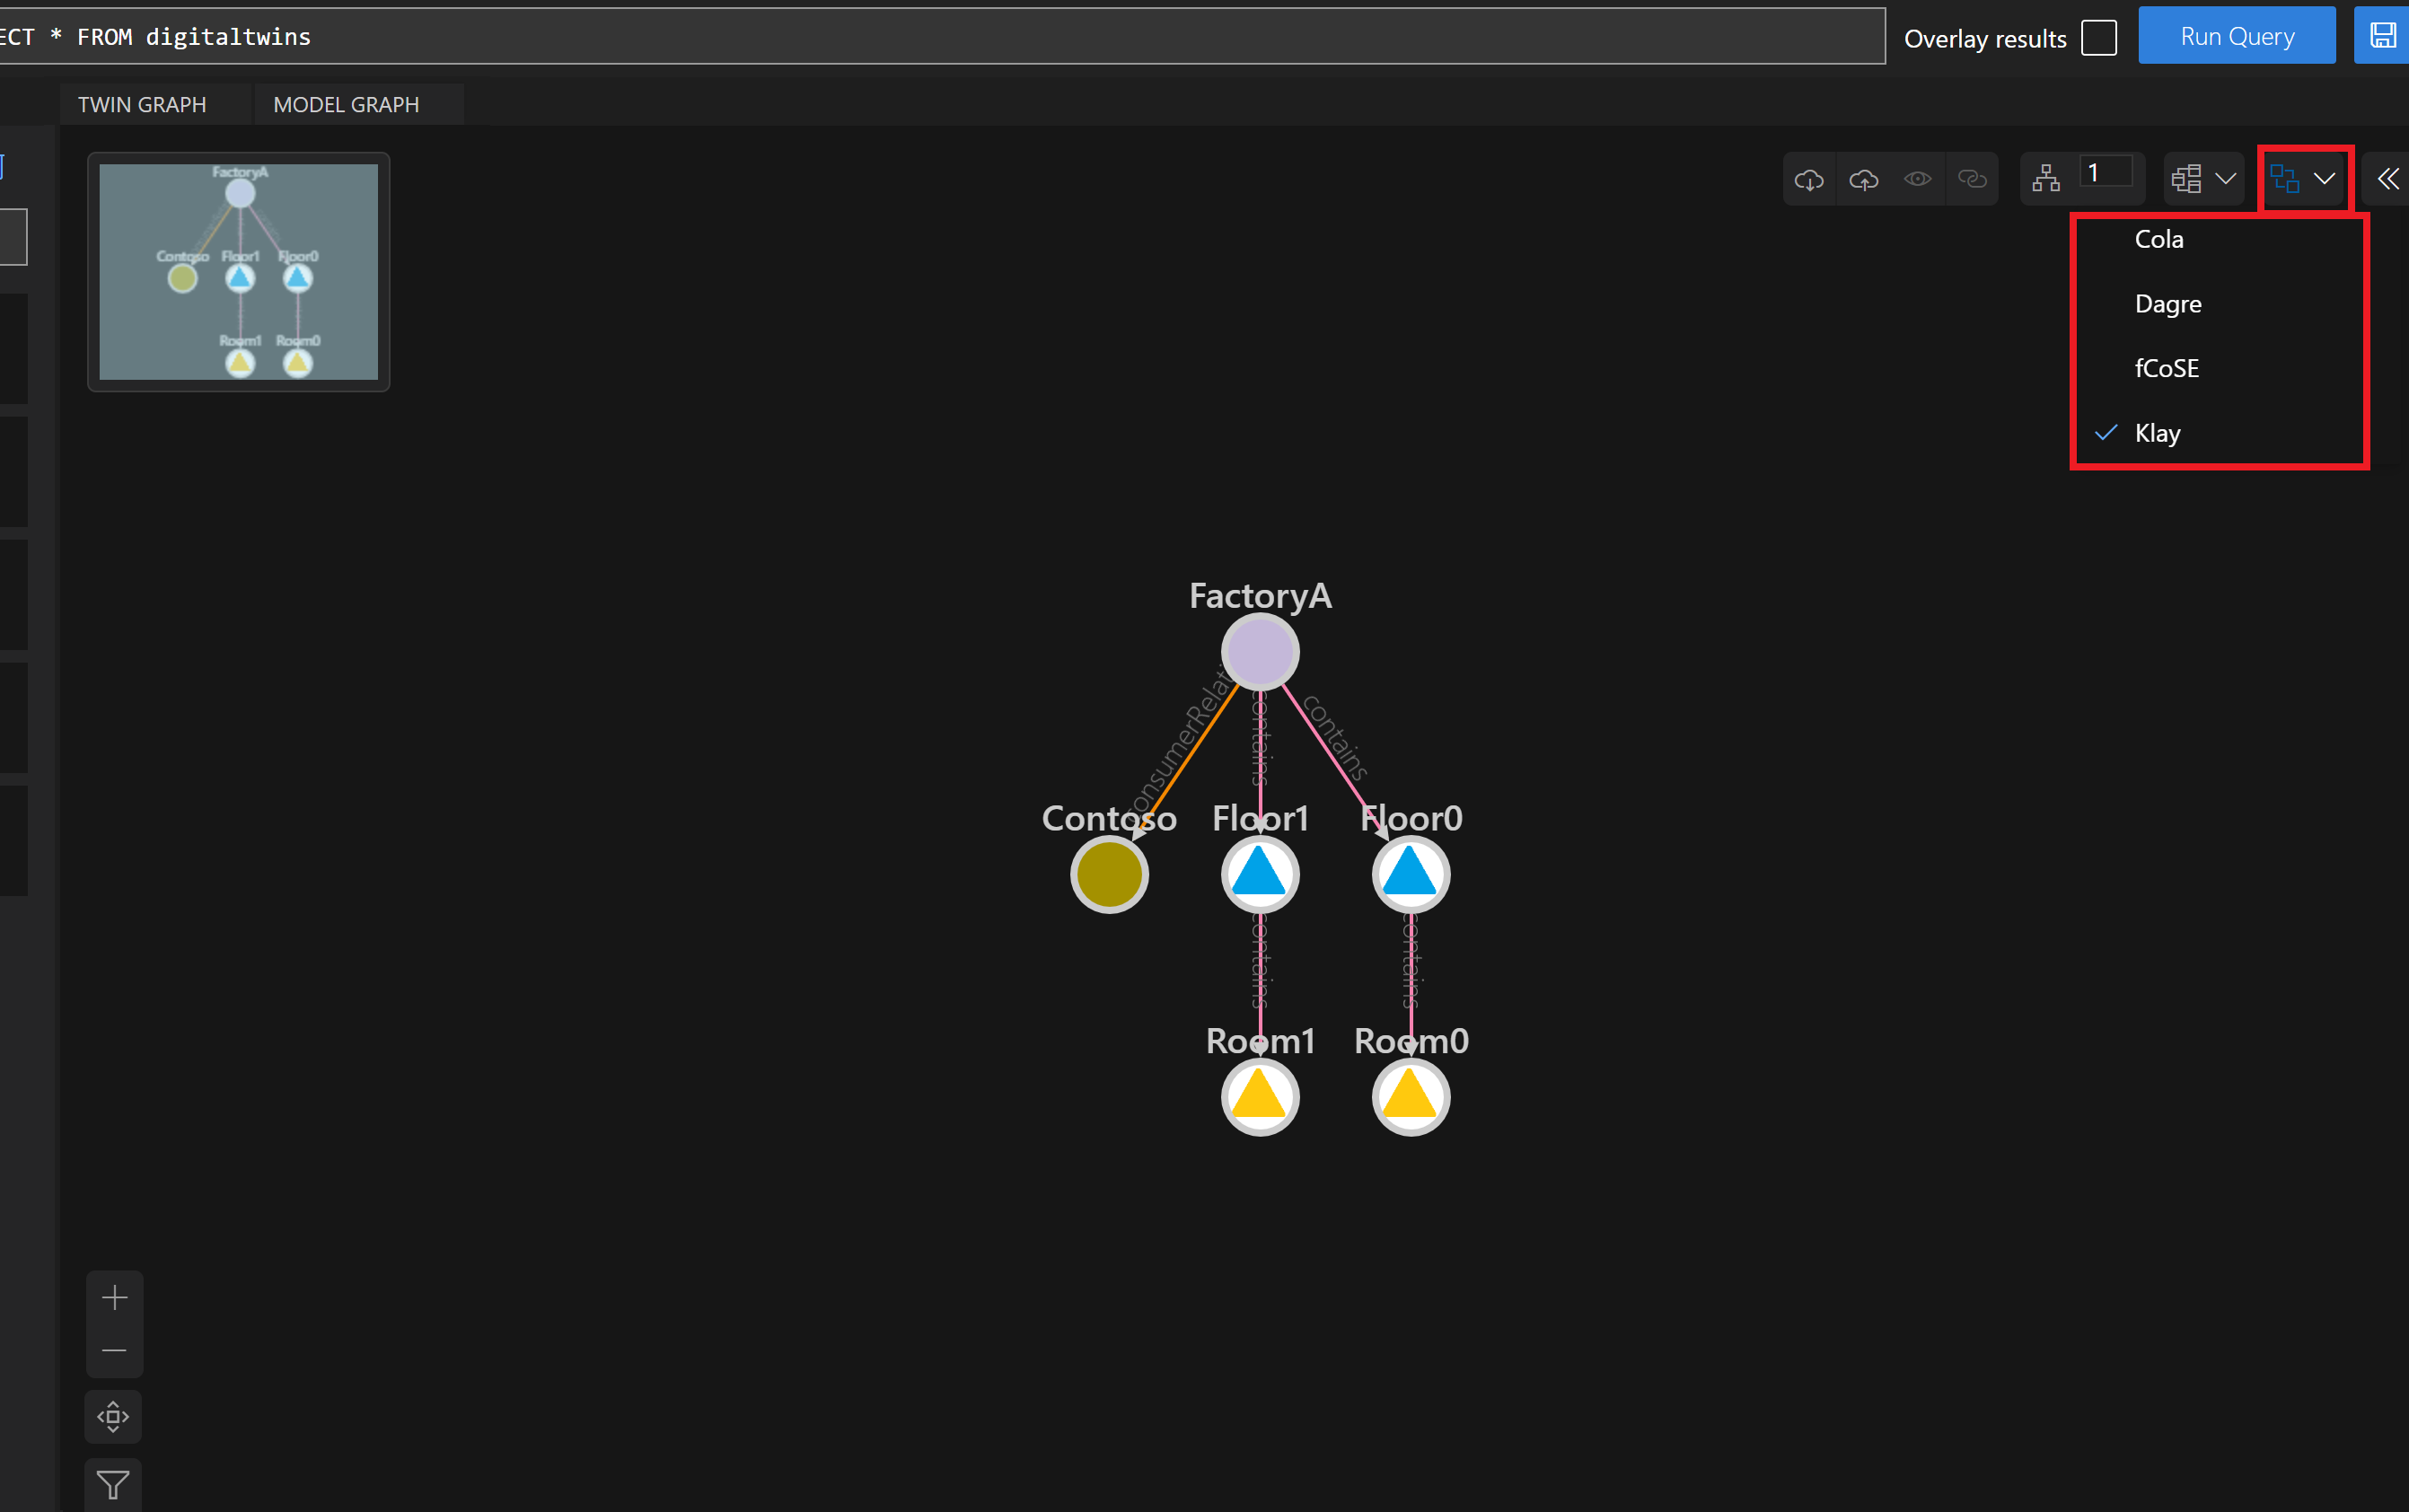 ECT * FROM digitaltwins
Overlay results
Run Query
TWIN GRAPH
MODEL GRAPH
1
Cola
Dagre
fCoSE
Klay
FactoryA
Contoso
Floor1
Floor0
Room1
Room0
FactoryA
contains
contains
Contoso
Floor1
Floor0
contains
contains
Room1
Room0